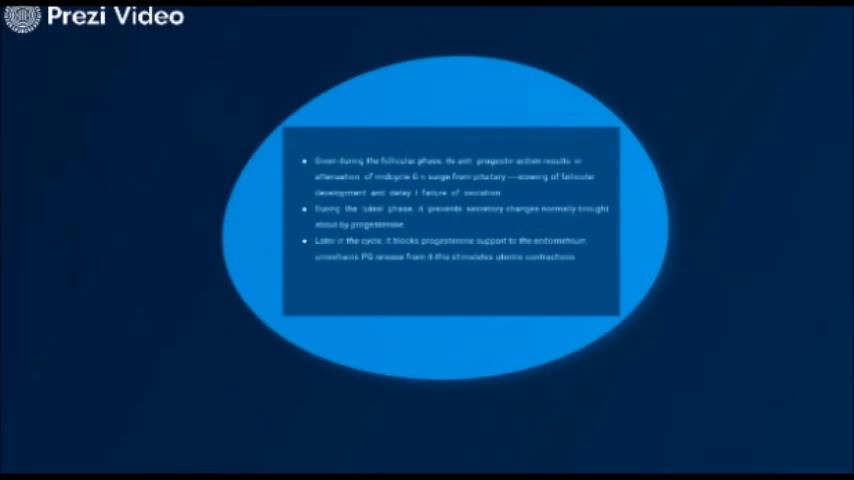 Prezi Video
Given during the follicular phase, its anti progestin action results in
attenuation of midcycle G n surge from pituitary —slowing of follicular
development and delay / failure of ovulation
During the luteal phase, it prevents secretory changes normally brought
about by progesterone
Later in the cycle, it blocks progesterone support to the endometrium
unrestrains PG release from it this stimulates uterine contractions